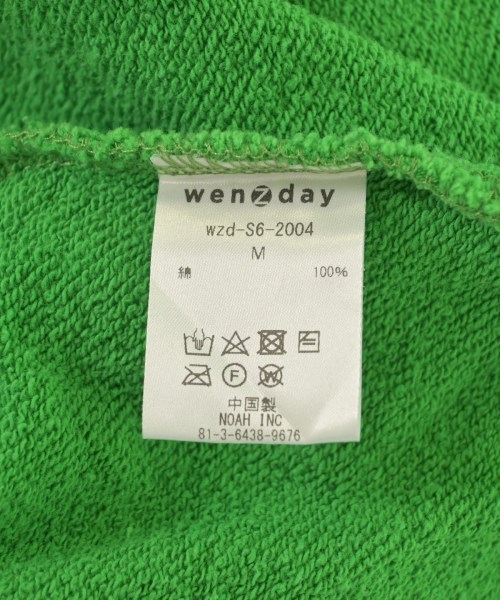 wenzday
wzd-S6-2004
M
綿 100%
F
W
中国製
NOAH INC
81-3-6438-9676